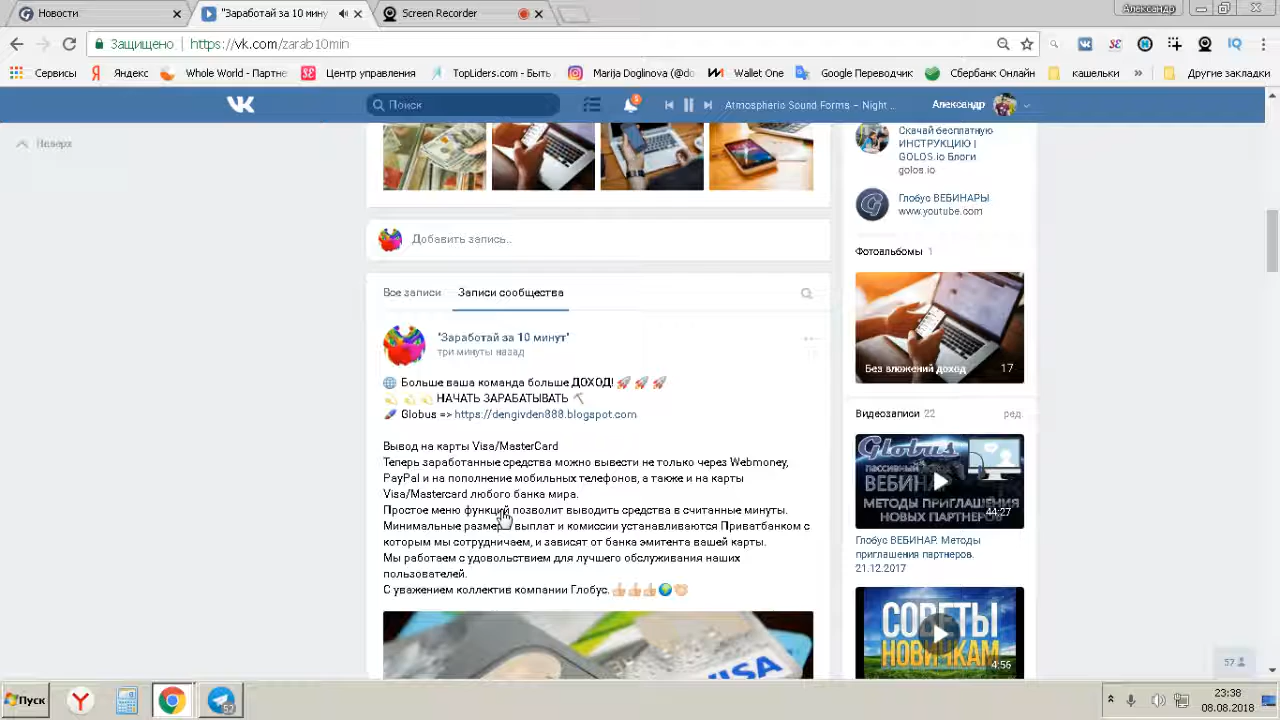 Новости
"Заработай за 10 мину
Screen Recorder
Александр
Защищено
https://vk.com/zarab10min
Сервисы
Яндекс
Whole World - Партне
Центр управления
TopLiders.com - Быть
Marija Doglinova (@do
Wallet One
Google Переводчик
Сбербанк Онлайн
кашельки
»
Другие закладки
Поиск
Atmospherio Sound Forms – Night ..
Александр
Наверх
Скачай бесплатную
ИНСТРУКЦИЮ |
GOLOS.io Блоги
golos.io
Глобус ВЕБИНАРЫ
www.youtube.com
Добавить запись..
Фотоальбомы 1
Без вложений доход 17
Все записи
Записи сообщества
"Заработай за 10 минут"
три минуты назад
Больше ваша команда больше ДОХОД!
НАЧАТЬ ЗАРАБАТЫВАТЬ
Globus => https://dengivden888.blogspot.com
Вывод на карты Visa/MasterCard
Теперь заработанные средства можно вывести не только через Webmoney,
PayPal и на пополнение мобильных телефонов, а также и на карты
Visa/Mastercard любого банка мира.
Простое меню функций позволит выводить средства в считанные минуты.
Минимальные размеры выплат и комиссии устанавливаются Приватбанком с
которым мы сотрудничаем, и зависят от банка эмитента вашей карты.
Мы работаем с удовольствием для лучшего обслуживания наших
пользователей.
С уважением коллектив компании Глобус.
VISA
Видеозаписи 22
ред.
Globus
ПАССИВНЫЙ ДОХОД
ВЕБИНАР
МЕТОДЫ ПРИГЛАШЕНИЯ
НОВЫХ ПАРТНЕРОВ
44:27
Глобус ВЕБИНАР. Методы
приглашения партнеров.
21.12.2017
СОВЕТЫ
НОВИЧКАМ
4:56
57
Пуск
52
23:38
08.08.2018